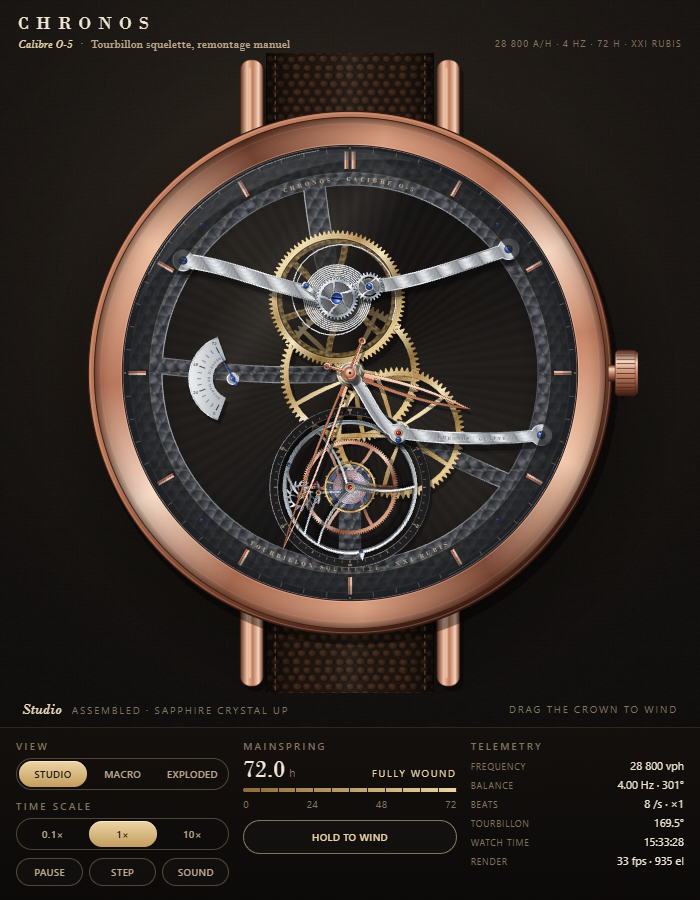 CHRONOS
Calibre O-5 · Tourbillon squelette, remontage manuel
28 800 A/H · 4 HZ · 72 H · XXI RUBIS
CHRONOS · CALIBRE O-5
TOURBILLON
XXI RUBIS
Studio ASSEMBLED · SAPPHIRE CRYSTAL UP
DRAG THE CROWN TO WIND
VIEW
STUDIO MACRO EXPLODED
TIME SCALE
0.1× 1× 10×
PAUSE STEP SOUND
MAINSPRING
72.0 h FULLY WOUND
0 24 48 72
HOLD TO WIND
TELEMETRY
FREQUENCY 28 800 vph
BALANCE 4.00 Hz · 301°
BEATS 8 /s · ×1
TOURBILLON 169.5°
WATCH TIME 15:33:28
RENDER 33 fps · 935 el